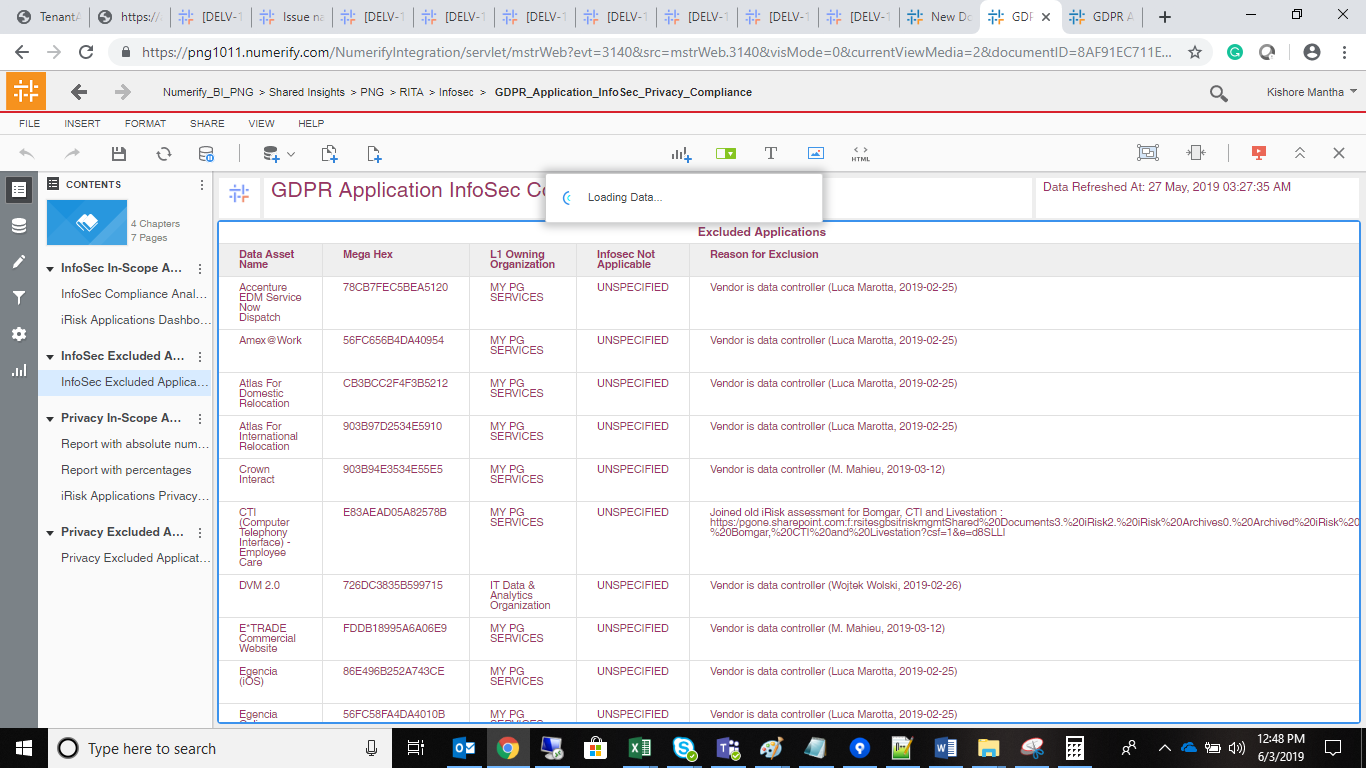 TenantA
https:/
[DELV-1
Issue na
[DELV-1
[DELV-1
[DELV-1
[DELV-1
[DELV-1
[DELV-1
[DELV-1
New Do
GDP
GDPR A
https://png1011.numerify.com/NumerifyIntegration/servlet/mstrWeb?evt=3140&src=mstrWeb.3140&visMode=0&currentViewMedia=2&documentID=8AF91EC711E...
Numerify_BI_PNG > Shared Insights > PNG > RITA > Infosec > GDPR_Application_InfoSec_Privacy_Compliance
Kishore Mantha
FILE INSERT FORMAT SHARE VIEW HELP
HTML
CONTENTS
4 Chapters
7 Pages
InfoSec In-Scope A...
InfoSec Compliance Anal...
iRisk Applications Dashbo...
InfoSec Excluded A...
InfoSec Excluded Applica...
Privacy In-Scope A...
Report with absolute num...
Report with percentages
iRisk Applications Privacy...
Privacy Excluded A...
Privacy Excluded Applicat...
GDPR Application InfoSec Co
Loading Data...
Data Refreshed At: 27 May, 2019 03:27:35 AM
Excluded Applications
Data Asset Name Mega Hex L1 Owning Organization Infosec Not Applicable Reason for Exclusion
Accenture EDM Service Now Dispatch 78CB7FEC5BEA5120 MY PG SERVICES UNSPECIFIED Vendor is data controller (Luca Marotta, 2019-02-25)
Amex@Work 56FC656B4DA40954 MY PG SERVICES UNSPECIFIED Vendor is data controller (Luca Marotta, 2019-02-25)
Atlas For Domestic Relocation CB3BCC2F4F3B5212 MY PG SERVICES UNSPECIFIED Vendor is data controller (Luca Marotta, 2019-02-25)
Atlas For International Relocation 903B97D2534E5910 MY PG SERVICES UNSPECIFIED Vendor is data controller (Luca Marotta, 2019-02-25)
Crown Interact 903B94E3534E55E5 MY PG SERVICES UNSPECIFIED Vendor is data controller (M. Mahieu, 2019-03-12)
CTI (Computer Telephony Interface) - Employee Care E83AEAD05A82578B MY PG SERVICES UNSPECIFIED Joined old iRisk assessment for Bomgar, CTI and Livestation :
https:/pgone.sharepoint.com:f:rsitesgbsitriskmgmtShared%20Documents3.%20iRisk2.%20iRisk%20Archives0.%20Archived%20iRisk%20
%20Bomgar,%20CTI%20and%20Livestation?csf=1&e=d8SLLI
DVM 2.0 726DC3835B599715 IT Data & Analytics Organization UNSPECIFIED Vendor is data controller (Wojtek Wolski, 2019-02-26)
E*TRADE Commercial Website FDDB18995A6A06E9 MY PG SERVICES UNSPECIFIED Vendor is data controller (M. Mahieu, 2019-03-12)
Egencia (iOS) 86E496B252A743CE MY PG SERVICES UNSPECIFIED Vendor is data controller (Luca Marotta, 2019-02-25)
Egencia 56FC58FA4DA4010B MY PG SERVICES UNSPECIFIED Vendor is data controller (Luca Marotta, 2019-02-25)
Type here to search
12:48 PM
6/3/2019